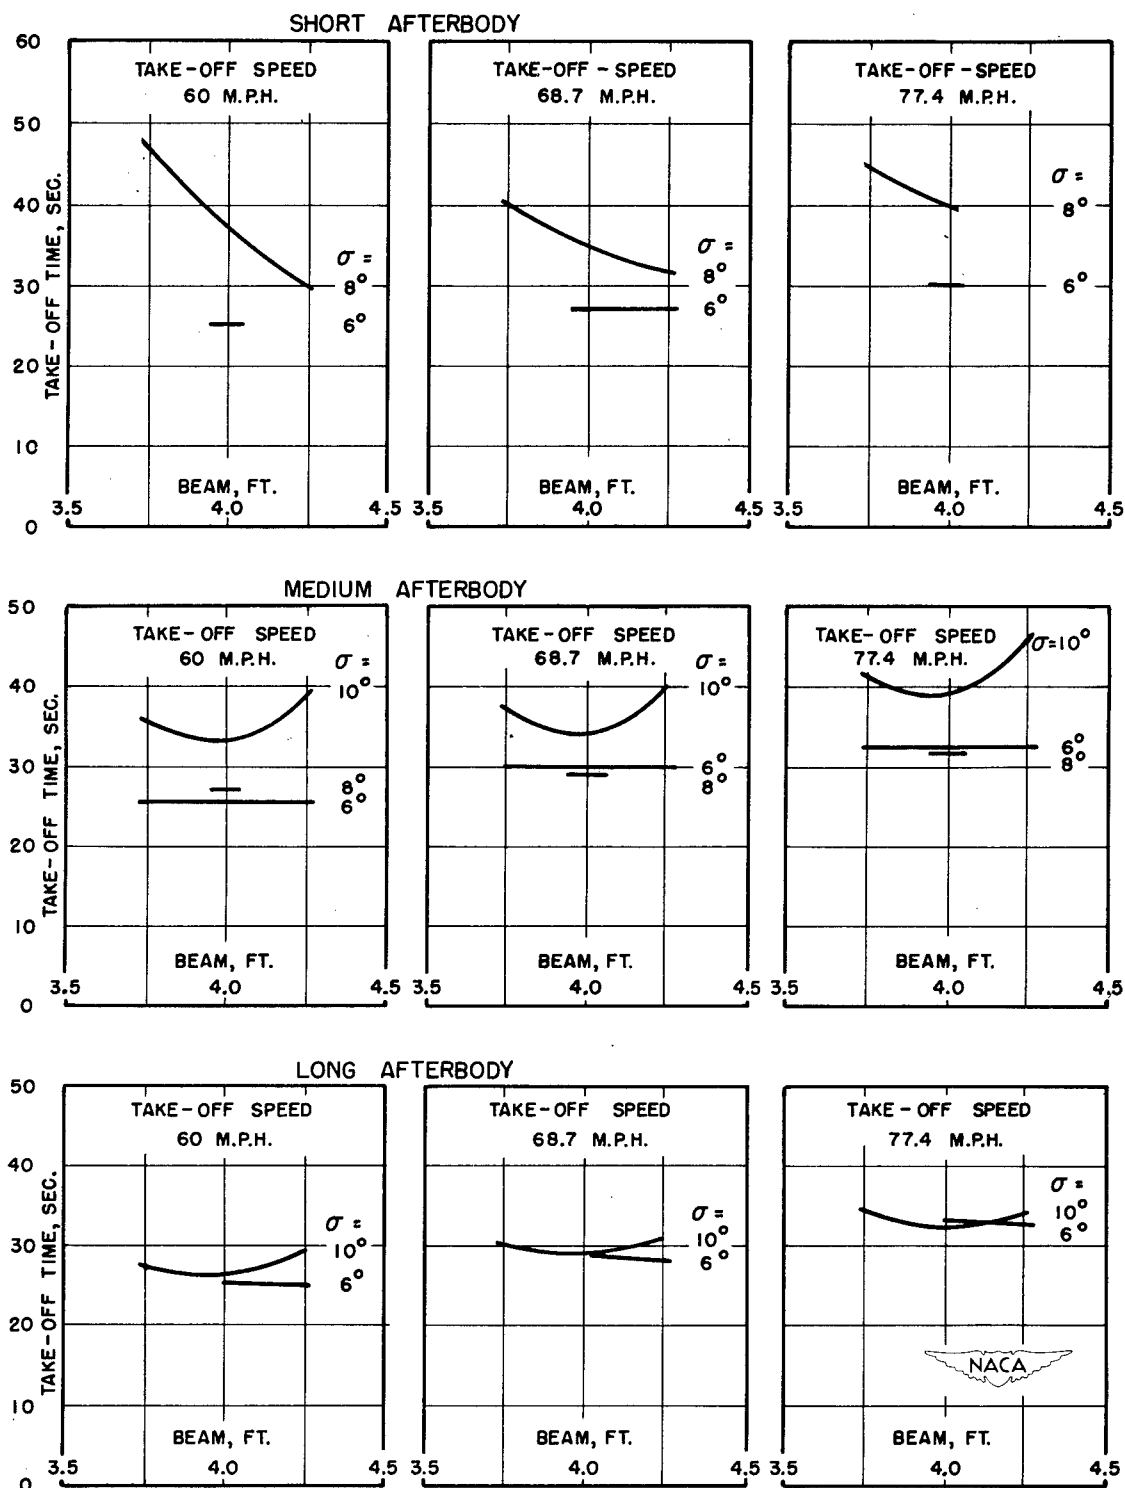 SHORT AFTERBODY
60
50
40
30
20
10
0
TAKE-OFF TIME, SEC.
TAKE-OFF SPEED
60 M.P.H.
σ =
8°
6°
BEAM, FT.
3.5 4.0 4.5
TAKE-OFF-SPEED
68.7 M.P.H.
σ =
8°
6°
BEAM, FT.
3.5 4.0 4.5
TAKE-OFF-SPEED
77.4 M.P.H.
σ =
8°
6°
BEAM, FT.
3.5 4.0 4.5
MEDIUM AFTERBODY
50
40
30
20
10
0
TAKE-OFF TIME, SEC.
TAKE-OFF SPEED
60 M.P.H.
σ =
10°
8°
6°
BEAM, FT.
3.5 4.0 4.5
TAKE-OFF SPEED
68.7 M.P.H.
σ =
10°
6°
8°
BEAM, FT.
3.5 4.0 4.5
TAKE-OFF SPEED
77.4 M.P.H.
σ=10°
6°
8°
BEAM, FT.
3.5 4.0 4.5
LONG AFTERBODY
50
40
30
20
10
0
TAKE-OFF TIME, SEC.
TAKE-OFF SPEED
60 M.P.H.
σ =
10°
6°
BEAM, FT.
3.5 4.0 4.5
TAKE-OFF SPEED
68.7 M.P.H.
σ =
10°
6°
BEAM, FT.
3.5 4.0 4.5
TAKE-OFF SPEED
77.4 M.P.H.
σ =
10°
6°
NACA
BEAM, FT.
3.5 4.0 4.5